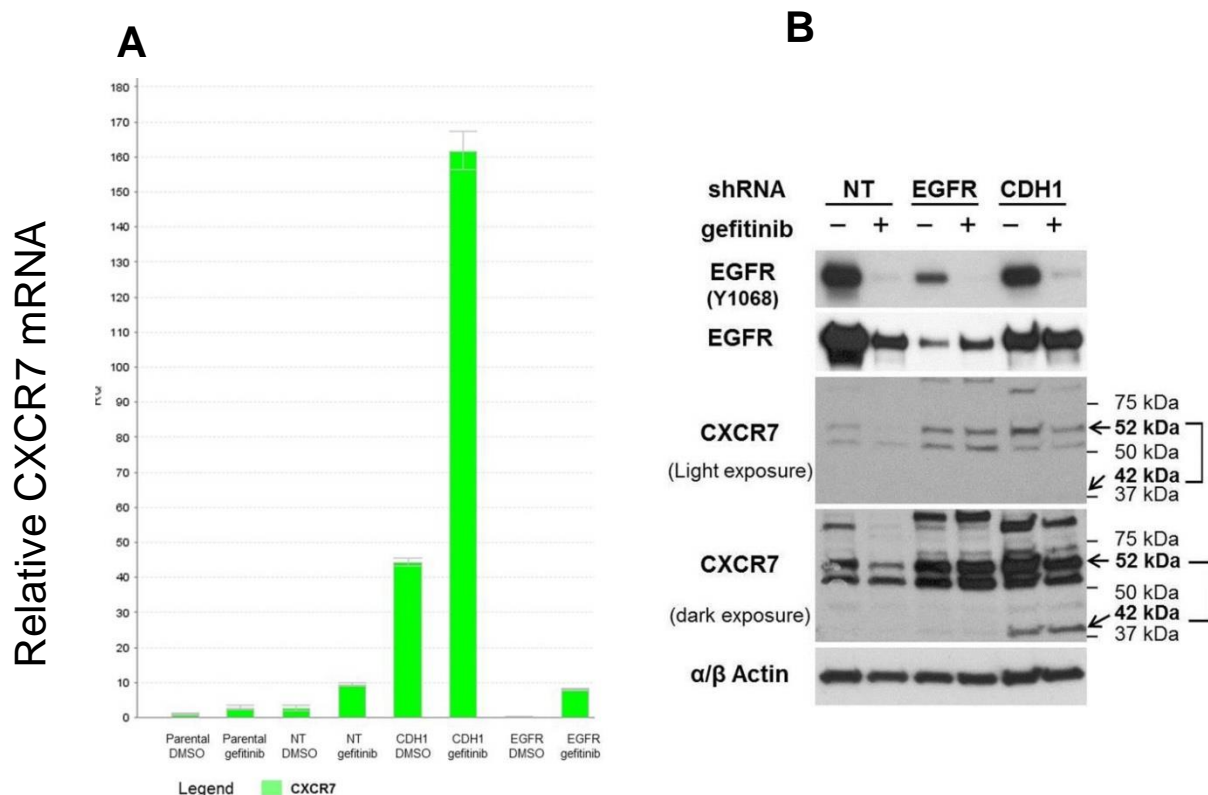 A
Relative CXCR7 mRNA
180
170
160
150
140
130
120
110
100
90
80
70
60
50
40
30
20
10
0
Parental DMSO
Parental gefitinib
NT DMSO
NT gefitinib
CDH1 DMSO
CDH1 gefitinib
EGFR DMSO
EGFR gefitinib
Legend CXCR7
B
shRNA NT EGFR CDH1
gefitinib – + – + – +
EGFR
(Y1068)
EGFR
CXCR7
(Light exposure)
75 kDa
52 kDa
50 kDa
42 kDa
37 kDa
CXCR7
(dark exposure)
75 kDa
52 kDa
50 kDa
42 kDa
37 kDa
α/β Actin